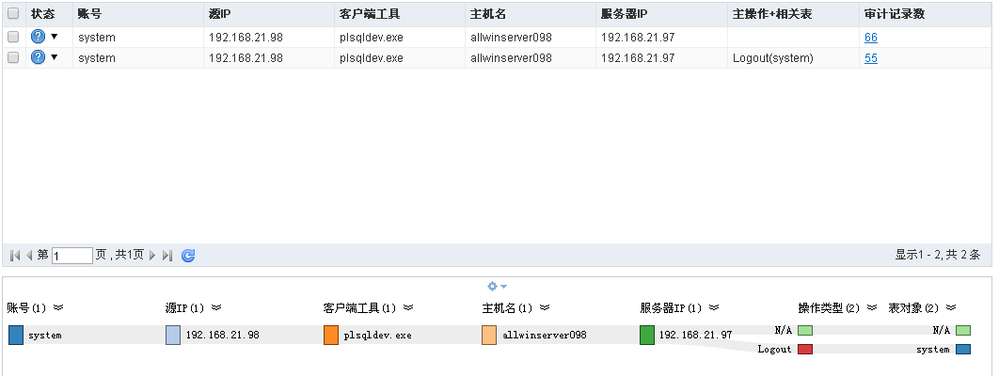 状态 账号 源IP 客户端工具 主机名 服务器IP 主操作+相关表 审计记录数
system 192.168.21.98 plsqldev.exe allwinserver098 192.168.21.97 66
system 192.168.21.98 plsqldev.exe allwinserver098 192.168.21.97 Logout(system) 55
第 1 页 , 共1页 显示1 - 2, 共 2 条
账号(1) 源IP(1) 客户端工具(1) 主机名(1) 服务器IP(1) 操作类型(2) 表对象(2)
system 192.168.21.98 plsqldev.exe allwinserver098 192.168.21.97 N/A N/A
Logout system